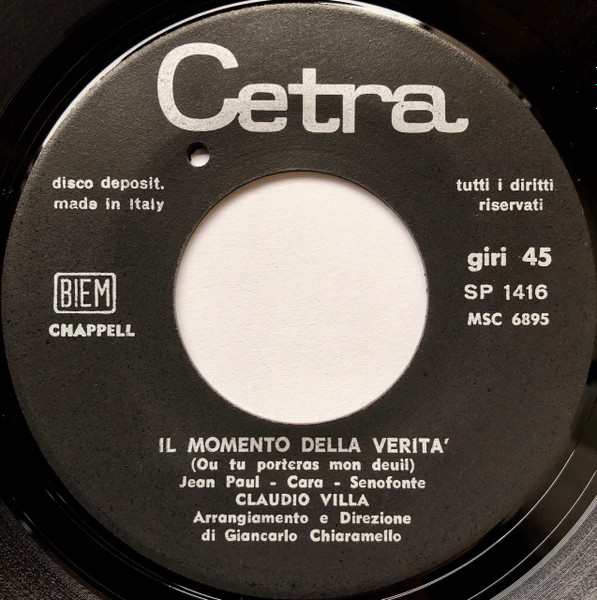 Cetra
disco deposit.
made in Italy
tutti i diritti
riservati
giri 45
SP 1416
MSC 6895
BIEM
CHAPPELL
IL MOMENTO DELLA VERITA'
(Ou tu porteras mon deuil)
Jean Paul - Cara - Senofonte
CLAUDIO VILLA
Arrangiamento e Direzione
di Giancarlo Chiaramello